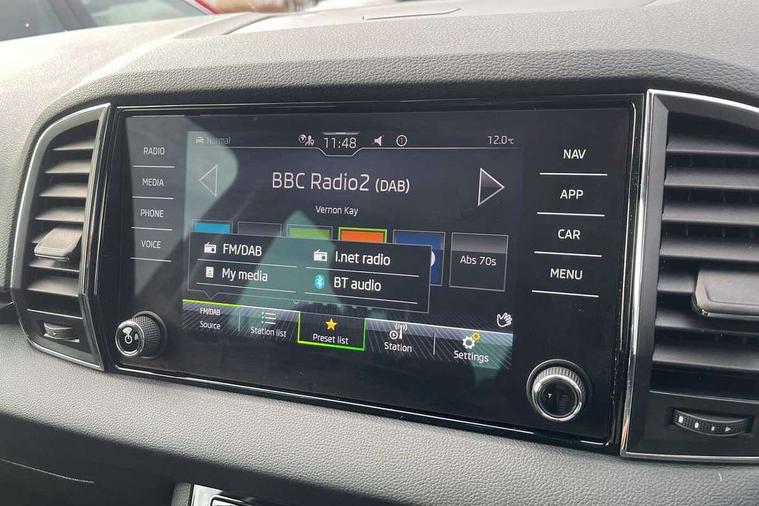 RADIO
MEDIA
PHONE
VOICE
Normal 11:48 12.0°C
BBC Radio2 (DAB)
Vernon Kay
Abs 70s
FM/DAB
I.net radio
My media
BT audio
FM/DAB
Source
Station list
Preset list
Station
Settings
NAV
APP
CAR
MENU